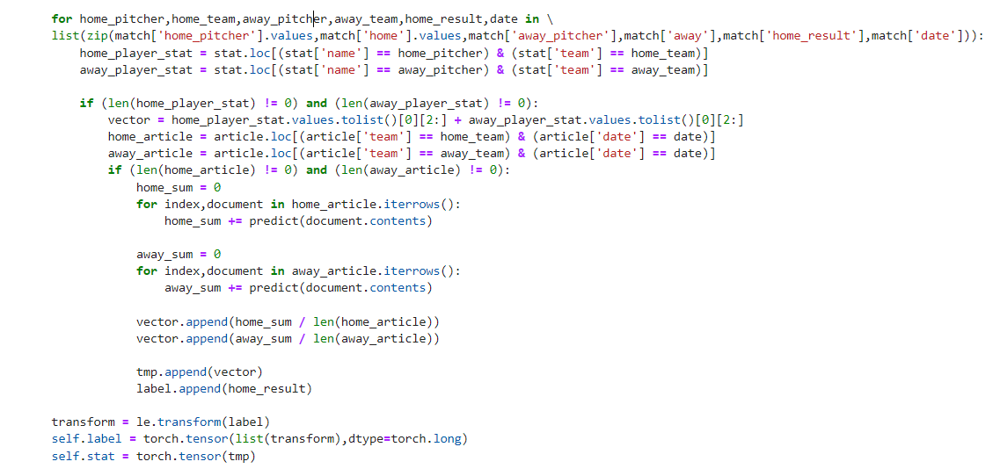 for home_pitcher,home_team,away_pitcher,away_team,home_result,date in \
list(zip(match['home_pitcher'].values,match['home'].values,match['away_pitcher'],match['away'],match['home_result'],match['date'])):
    home_player_stat = stat.loc[(stat['name'] == home_pitcher) & (stat['team'] == home_team)]
    away_player_stat = stat.loc[(stat['name'] == away_pitcher) & (stat['team'] == away_team)]

    if (len(home_player_stat) != 0) and (len(away_player_stat) != 0):
        vector = home_player_stat.values.tolist()[0][2:] + away_player_stat.values.tolist()[0][2:]
        home_article = article.loc[(article['team'] == home_team) & (article['date'] == date)]
        away_article = article.loc[(article['team'] == away_team) & (article['date'] == date)]
        if (len(home_article) != 0) and (len(away_article) != 0):
            home_sum = 0
            for index,document in home_article.iterrows():
                home_sum += predict(document.contents)

            away_sum = 0
            for index,document in away_article.iterrows():
                away_sum += predict(document.contents)

            vector.append(home_sum / len(home_article))
            vector.append(away_sum / len(away_article))

            tmp.append(vector)
            label.append(home_result)

transform = le.transform(label)
self.label = torch.tensor(list(transform),dtype=torch.long)
self.stat = torch.tensor(tmp)